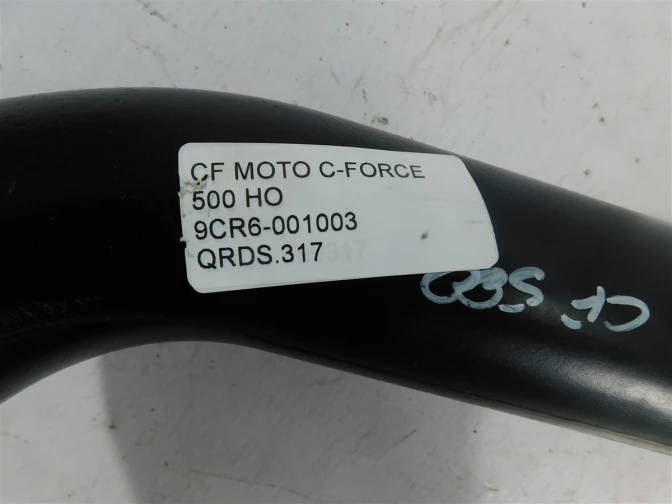 CF MOTO C-FORCE
500 HO
9CR6-001003
QRDS.317
CF 500